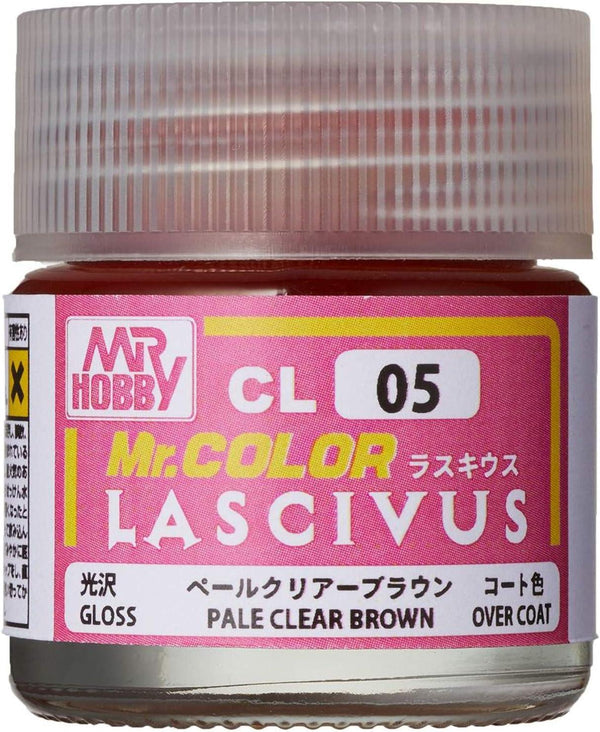 MR HOBBY
CL 05
Mr.COLOR ラスキウス
LASCIVUS
光沢 ペールクリアーブラウン コート色
GLOSS PALE CLEAR BROWN OVER COAT